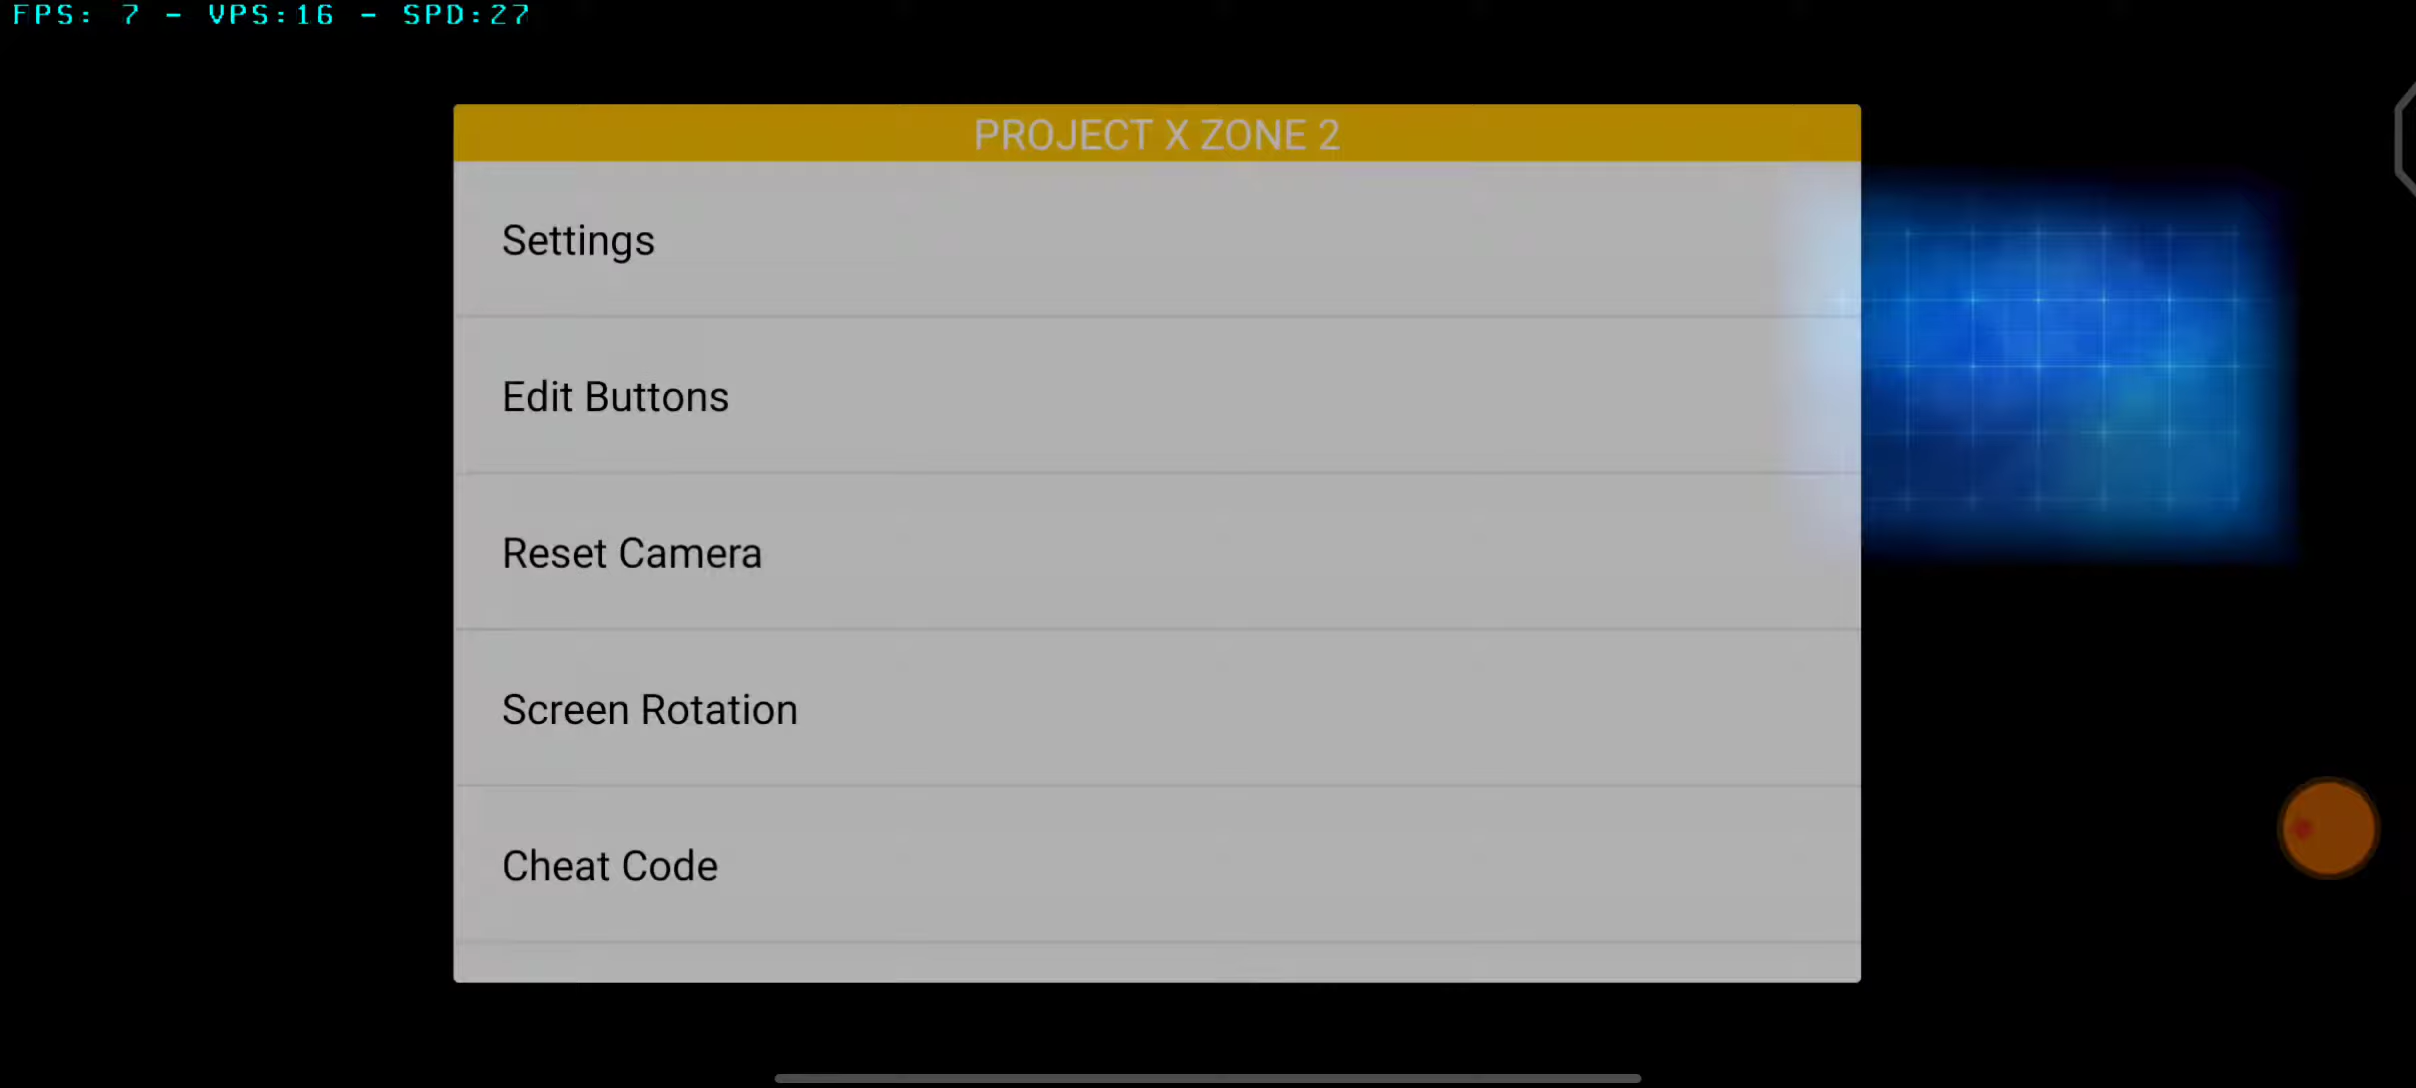 FPS: 7 - VPS:16 - SPD:27
PROJECT X ZONE 2
Settings
Edit Buttons
Reset Camera
Screen Rotation
Cheat Code